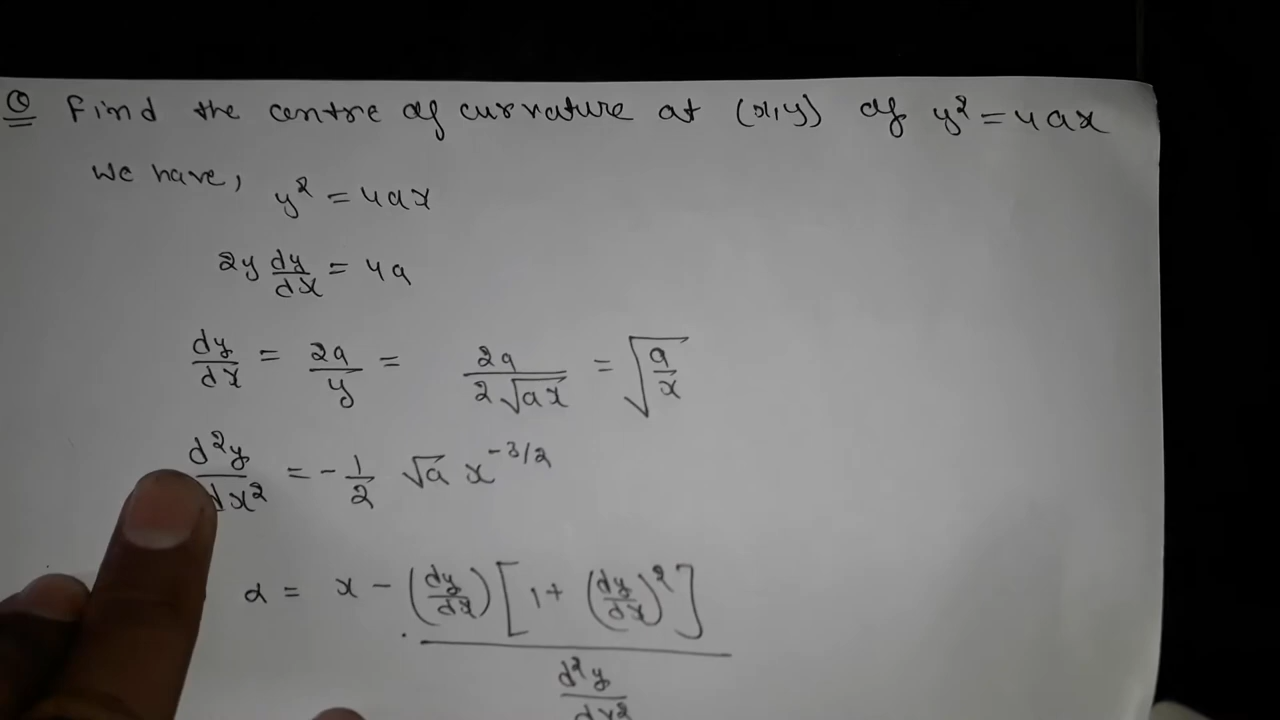 Q Find the centre of curvature at (x,y) of y² = 4ax
We have, y² = 4ax
2y dy/dx = 4a
dy/dx = 2a/y = 2a/2√ax = √a/x
d²y/dx² = -1/2 √a x^-3/2
α = x - (dy/dx)[1+(dy/dx)²]/d²y/dx²